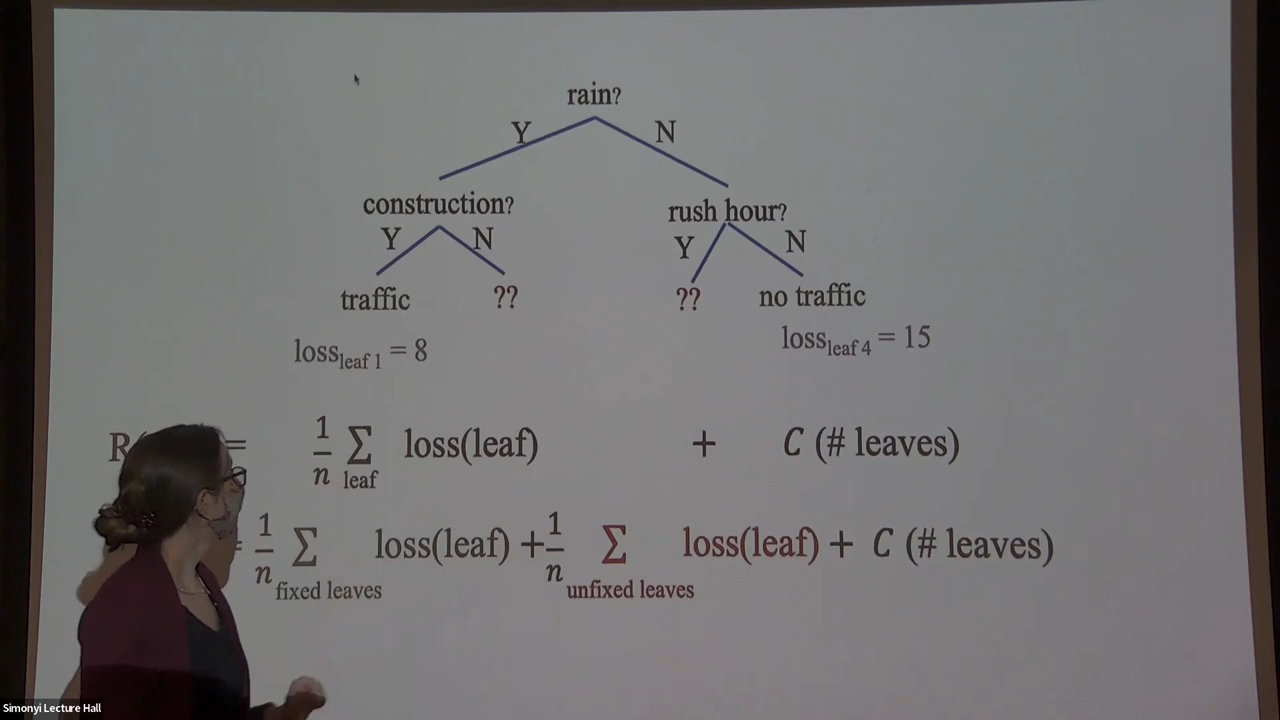 rain?
Y N
construction? rush hour?
Y N Y N
traffic ?? ?? no traffic
loss_leaf 1 = 8 loss_leaf 4 = 15
R = 1/n Σ_leaf loss(leaf) + C (# leaves)
= 1/n Σ_fixed leaves loss(leaf) + 1/n Σ_unfixed leaves loss(leaf) + C (# leaves)
Simonyi Lecture Hall